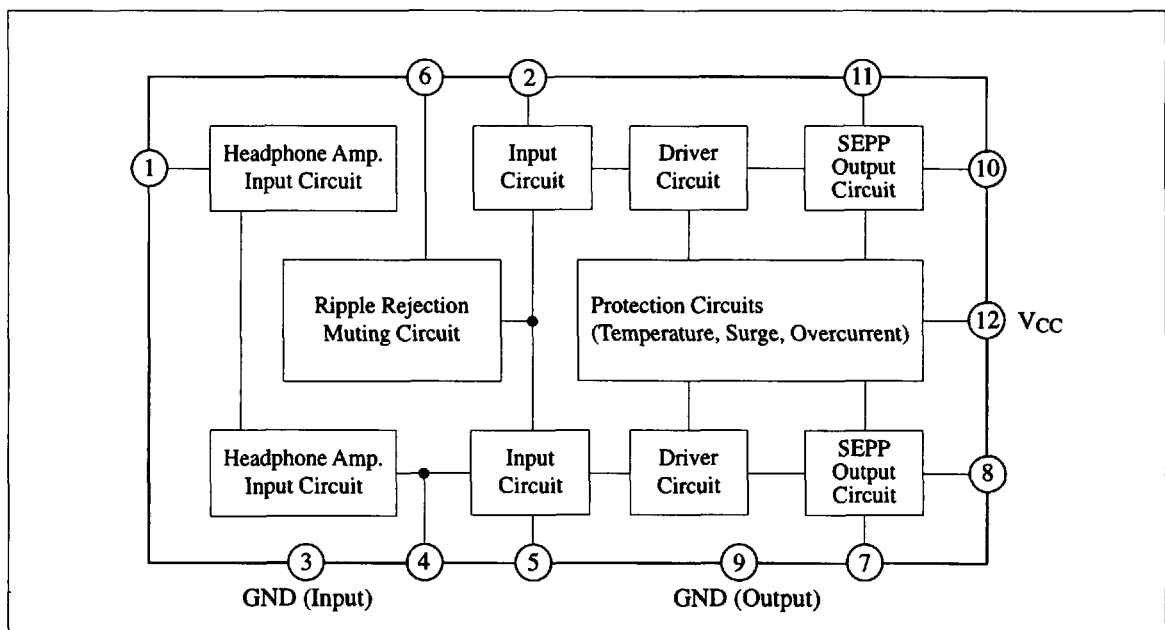 6
2
11
1
Headphone Amp.
Input Circuit
Input
Circuit
Driver
Circuit
SEPP
Output
Circuit
10
Ripple Rejection
Muting Circuit
Protection Circuits
(Temperature, Surge, Overcurrent)
12
VCC
Headphone Amp.
Input Circuit
Input
Circuit
Driver
Circuit
SEPP
Output
Circuit
8
3
4
5
9
7
GND (Input)
GND (Output)